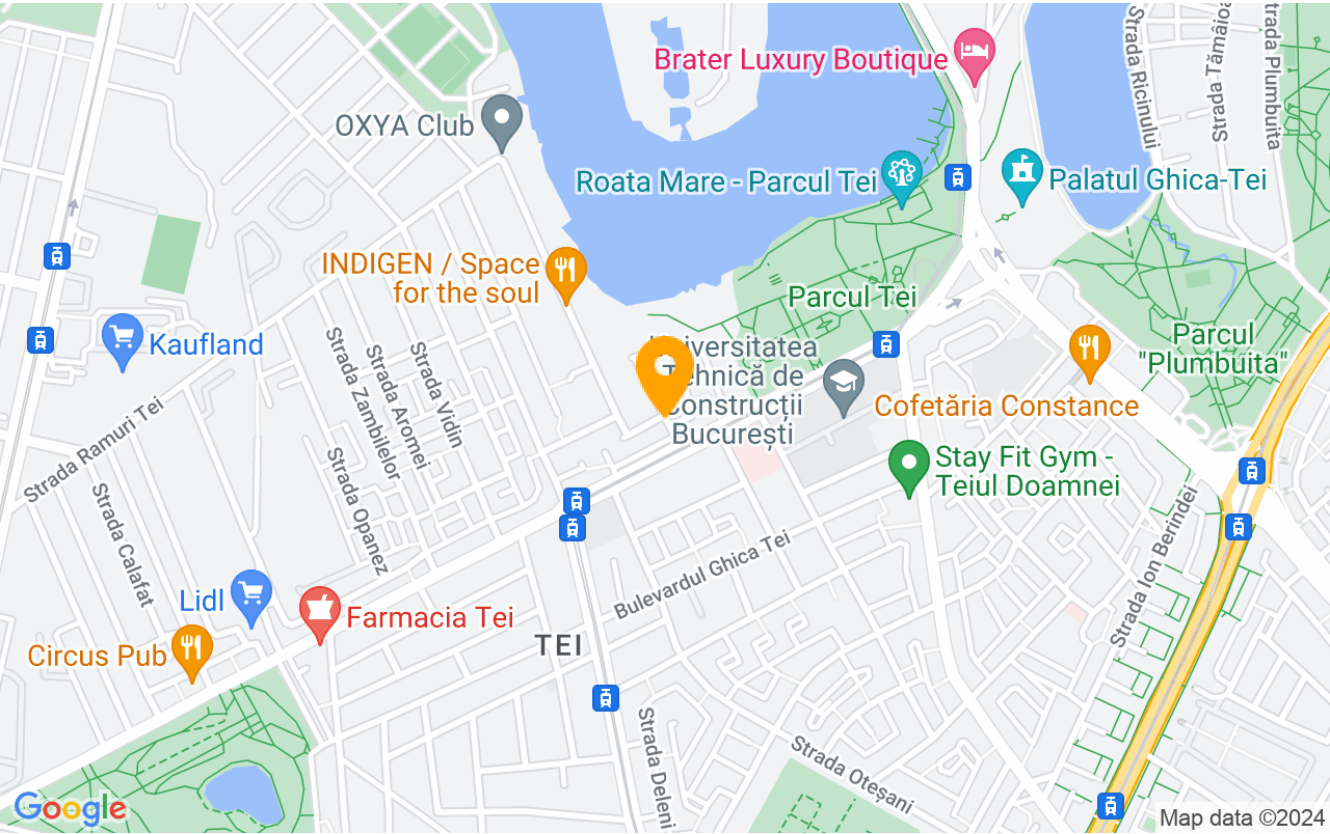 Brater Luxury Boutique
Strada Ricinului
Strada Plumbuita
OXYA Club
Roata Mare - Parcul Tei
Palatul Ghica-Tei
INDIGEN / Space
for the soul
Parcul Tei
Kaufland
Universitatea
Tehnică de
Construcții
București
Parcul
"Plumbuita"
Strada Vidin
Strada Aromei
Strada Zambilelor
Cofetăria Constance
Strada Ramuri Tei
Strada Opanez
Strada Calafat
Stay Fit Gym -
Teiul Doamnei
Strada Ion Berindei
Bulevardul Ghica Tei
Lidl
Farmacia Tei
Circus Pub
TEI
Strada Deleni
Strada Oteșani
Google
Map data ©2024